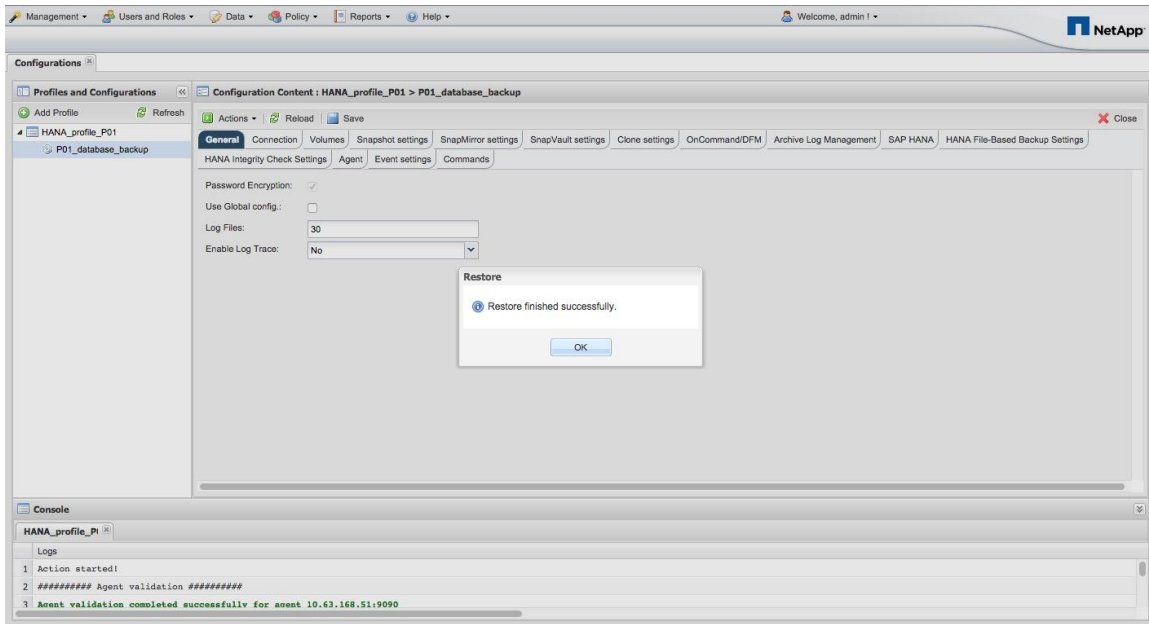 Management Users and Roles Data Policy Reports Help Welcome, admin !
NetApp
Configurations
Profiles and Configurations
Add Profile Refresh
HANA_profile_P01
P01_database_backup
Configuration Content : HANA_profile_P01 > P01_database_backup
Actions Reload Save Close
General Connection Volumes Snapshot settings SnapMirror settings SnapVault settings Clone settings OnCommand/DFM Archive Log Management SAP HANA HANA File-Based Backup Settings
HANA Integrity Check Settings Agent Event settings Commands
Password Encryption:
Use Global config.:
Log Files: 30
Enable Log Trace: No
Restore
Restore finished successfully.
OK
Console
HANA_profile_P
Logs
1 Action started!
2 ########## Agent validation ##########
3 Agent validation completed successfully for agent 10.63.168.51:9090